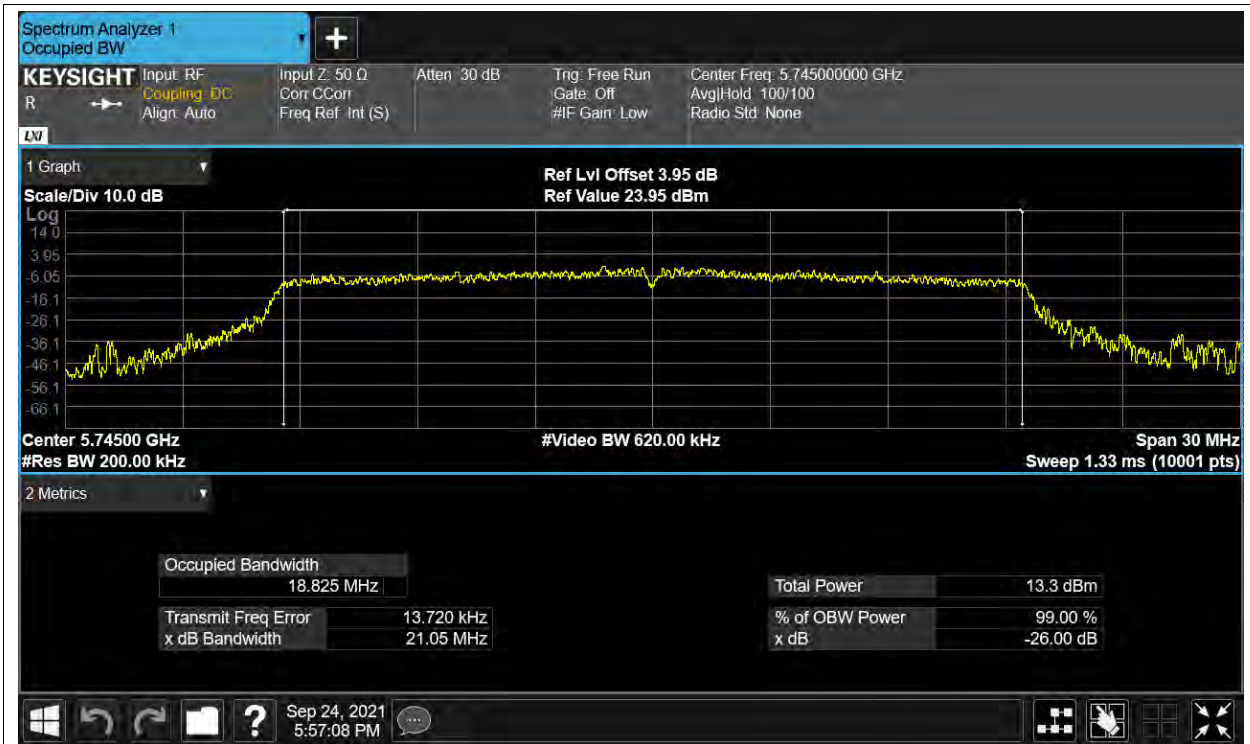 Spectrum Analyzer 1
Occupied BW
+
KEYSIGHT
R
LXI
Input: RF
Coupling: DC
Align: Auto
Input Z: 50 Ω
Corr CCorr
Freq Ref: Int (S)
Atten: 30 dB
Trig: Free Run
Gate: Off
#IF Gain: Low
Center Freq: 5.745000000 GHz
Avg|Hold: 100/100
Radio Std: None
1 Graph
Scale/Div 10.0 dB
Ref Lvl Offset 3.95 dB
Ref Value 23.95 dBm
Log
14.0
3.95
-6.05
-16.1
-26.1
-36.1
-46.1
-56.1
-66.1
Center 5.74500 GHz
#Res BW 200.00 kHz
#Video BW 620.00 kHz
Span 30 MHz
Sweep 1.33 ms (10001 pts)
2 Metrics
Occupied Bandwidth
18.825 MHz
Transmit Freq Error 13.720 kHz
x dB Bandwidth 21.05 MHz
Total Power 13.3 dBm
% of OBW Power 99.00 %
x dB -26.00 dB
?
Sep 24, 2021
5:57:08 PM